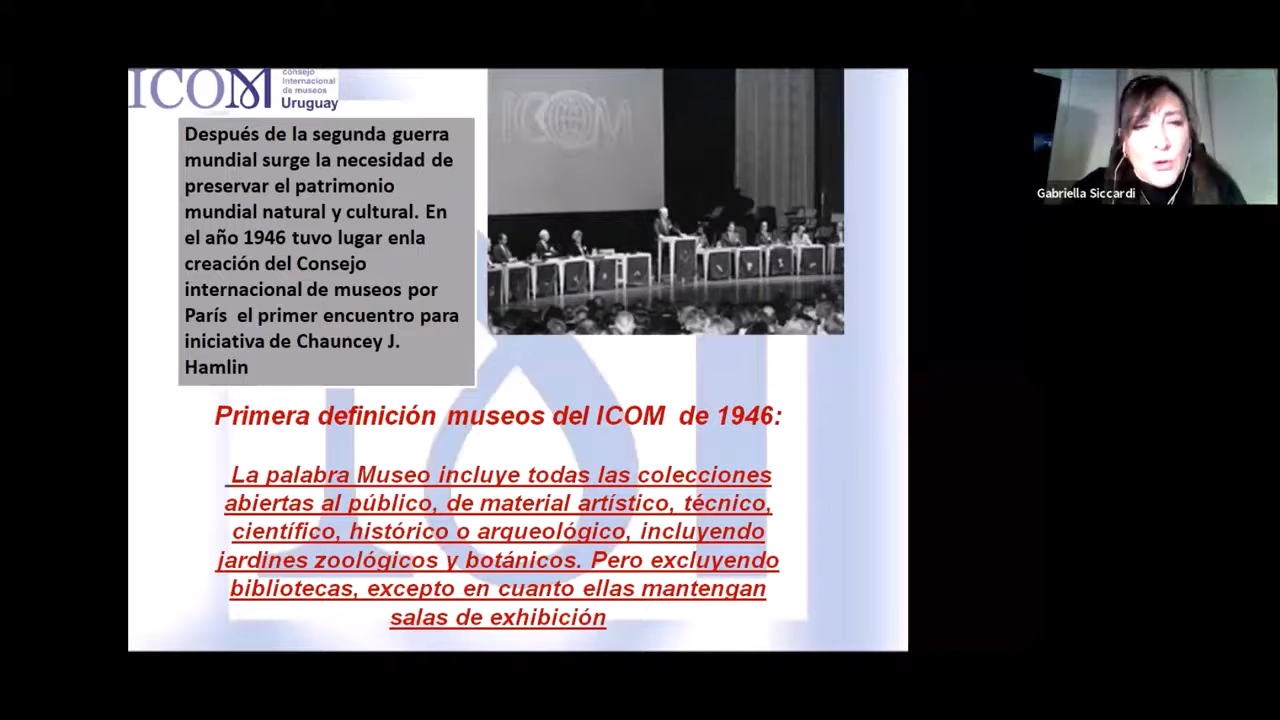 ICOM
consejo
Internacional
de museos
Uruguay
Después de la segunda guerra
mundial surge la necesidad de
preservar el patrimonio
mundial natural y cultural. En
el año 1946 tuvo lugar enla
creación del Consejo
internacional de museos por
París el primer encuentro para
iniciativa de Chauncey J.
Hamlin
ICOM
Primera definición museos del ICOM de 1946:
La palabra Museo incluye todas las colecciones
abiertas al público, de material artístico, técnico,
científico, histórico o arqueológico, incluyendo
jardines zoológicos y botánicos. Pero excluyendo
bibliotecas, excepto en cuanto ellas mantengan
salas de exhibición
Gabriella Siccardi